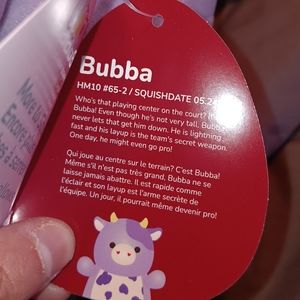 Bubba
HM10 #65-2 / SQUISHDATE 05.2
Who's that playing center on the court? It's
Bubba! Even though he's not very tall, Bubba
never lets that get him down. He is lightning
fast and his layup is the team's secret weapon.
One day, he might even go pro!
Qui joue au centre sur le terrain? C'est Bubba!
Même s'il n'est pas très grand, Bubba ne se
laisse jamais abattre. Il est rapide comme
l'éclair et son layup est l'arme secrète de
l'équipe. Un jour, il pourrait même devenir pro!